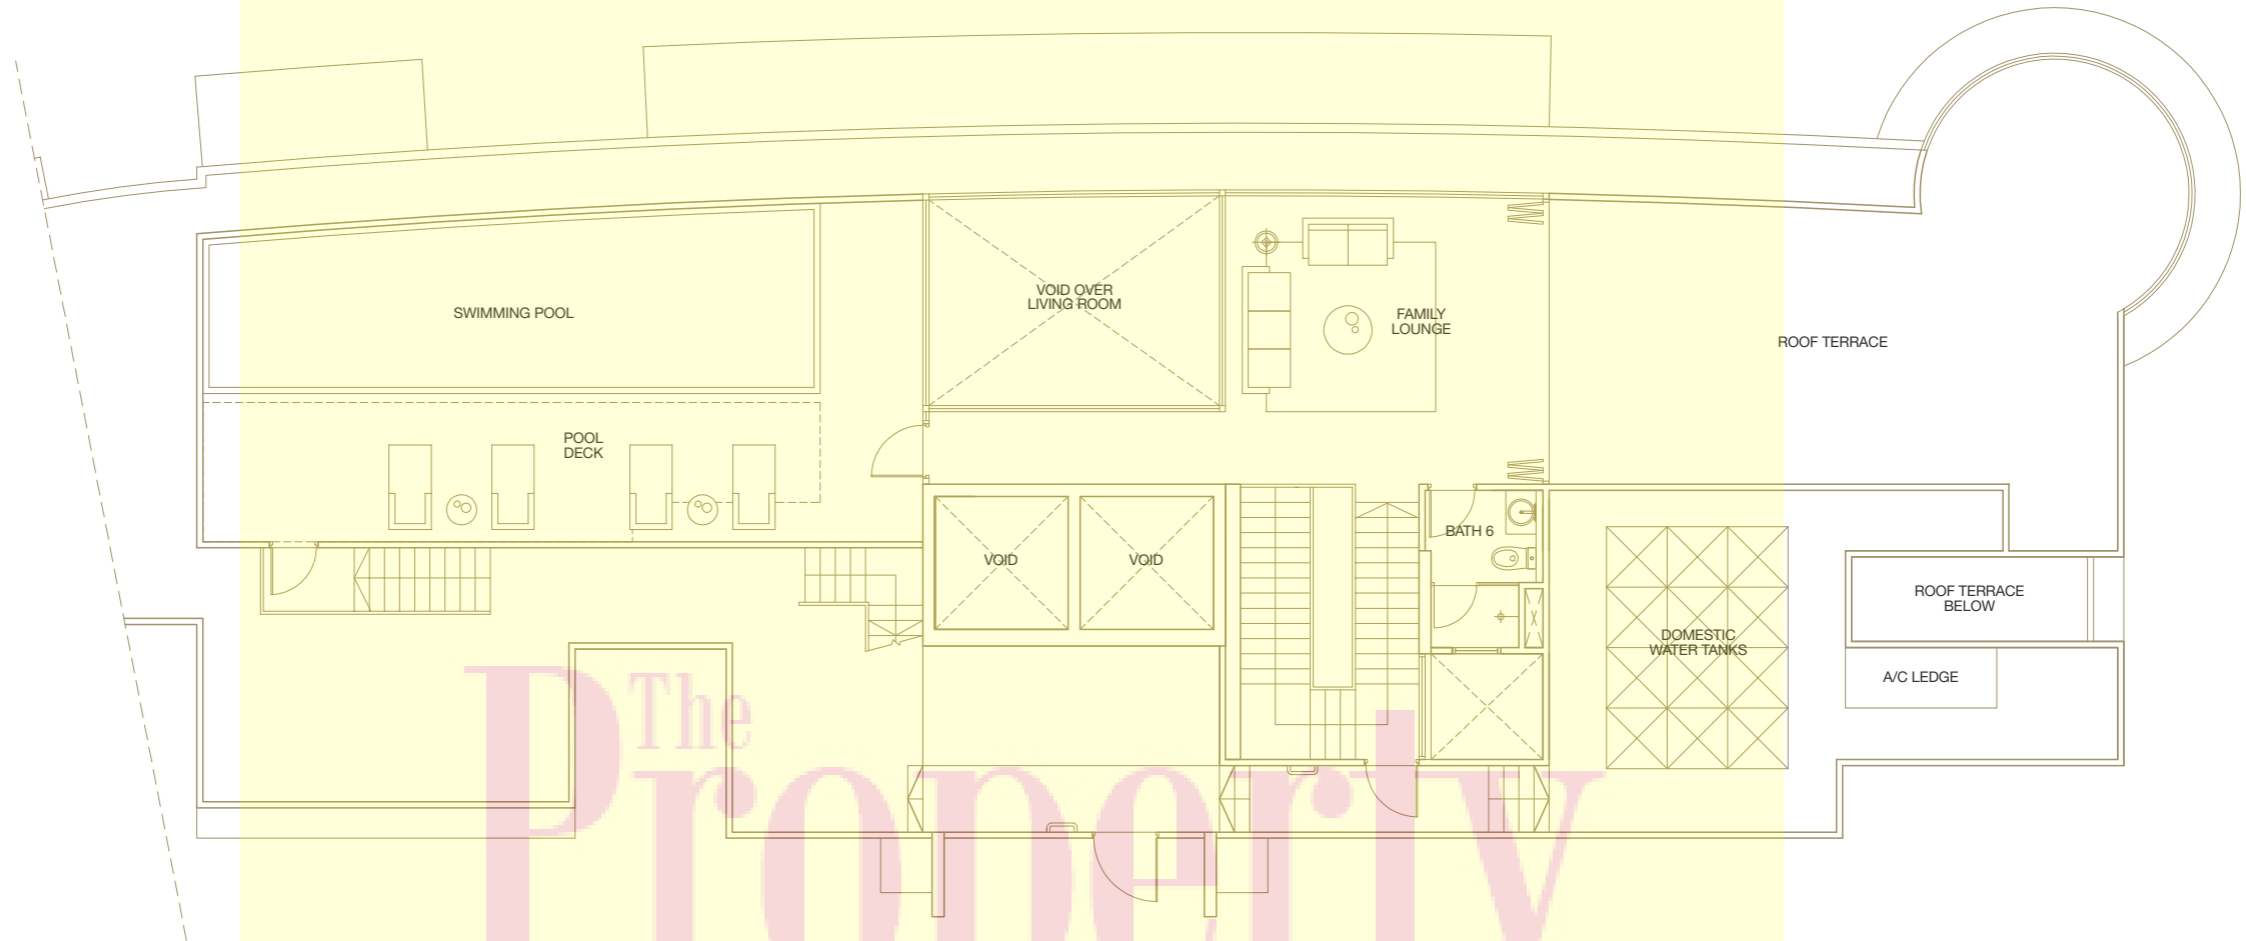 VOID OVER
LIVING ROOM
SWIMMING POOL
FAMILY
LOUNGE
ROOF TERRACE
POOL
DECK
BATH 6
VOID
VOID
ROOF TERRACE
BELOW
DOMESTIC
WATER TANKS
A/C LEDGE
The
Property